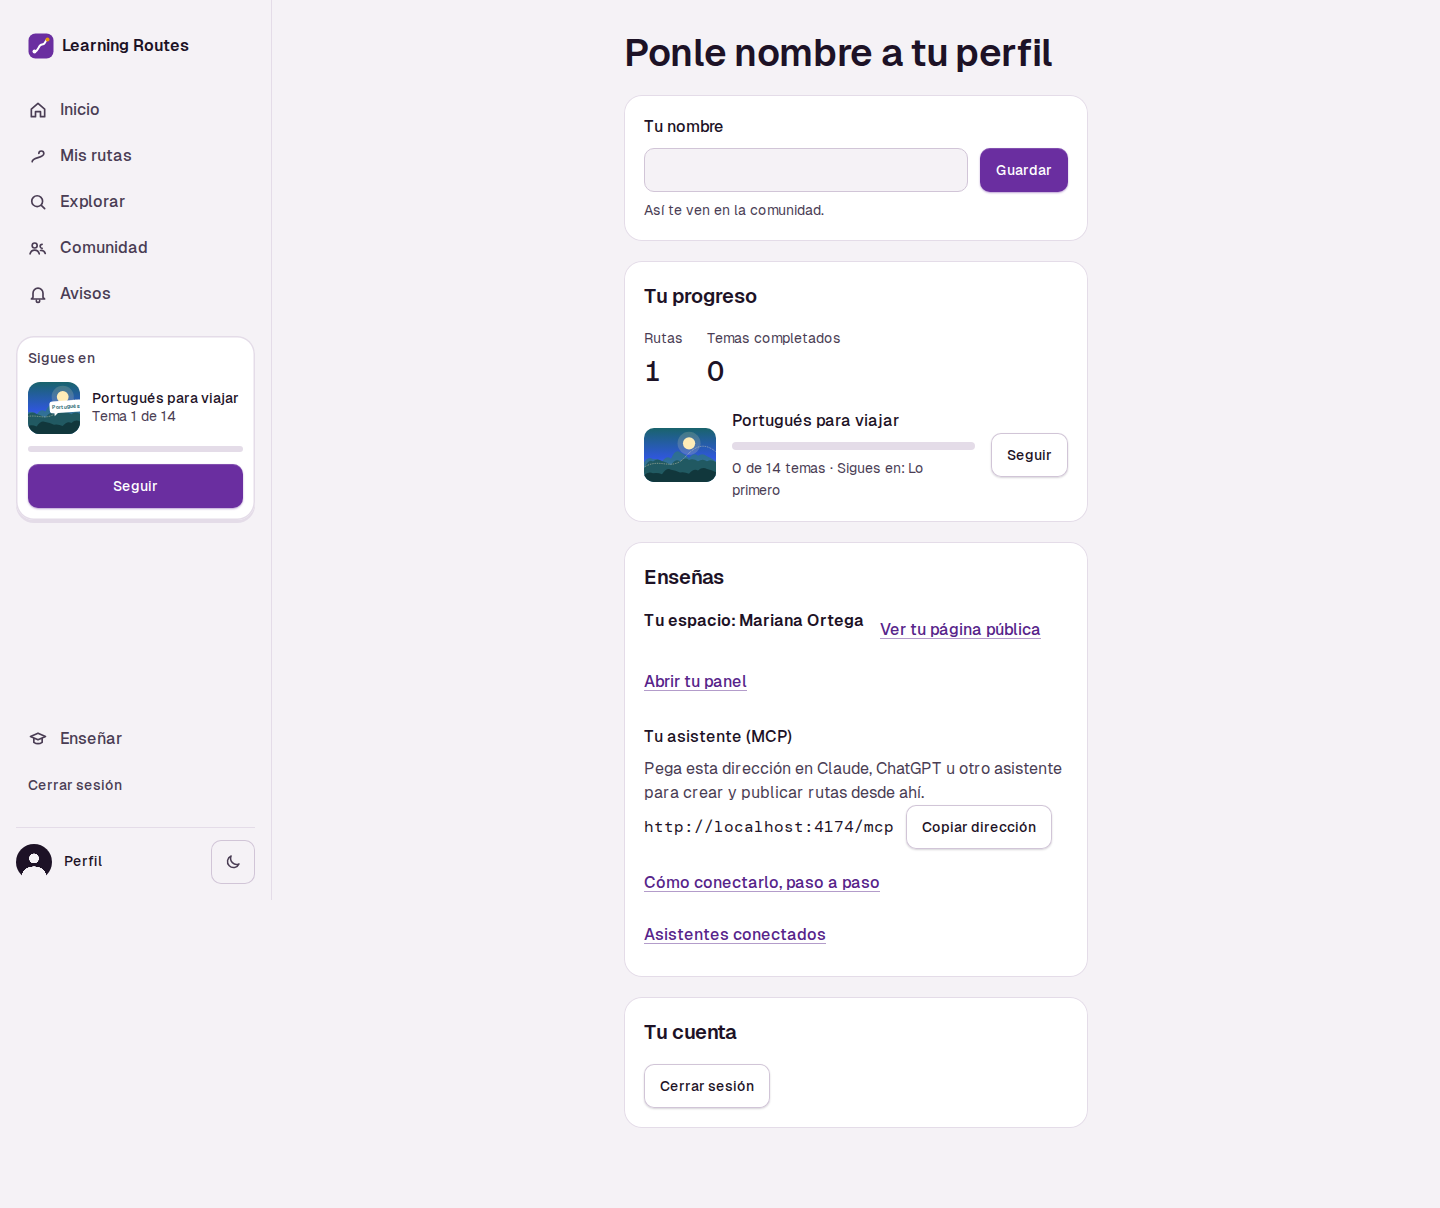 Learning Routes
Inicio
Mis rutas
Explorar
Comunidad
Avisos
Sigues en
Portugués para viajar
Tema 1 de 14
Seguir
Enseñar
Cerrar sesión
Perfil
Ponle nombre a tu perfil
Tu nombre
Guardar
Así te ven en la comunidad.
Tu progreso
Rutas
Temas completados
1
0
Portugués para viajar
0 de 14 temas · Sigues en: Lo
primero
Seguir
Enseñas
Tu espacio: Mariana Ortega
Ver tu página pública
Abrir tu panel
Tu asistente (MCP)
Pega esta dirección en Claude, ChatGPT u otro asistente
para crear y publicar rutas desde ahí.
http://localhost:4174/mcp
Copiar dirección
Cómo conectarlo, paso a paso
Asistentes conectados
Tu cuenta
Cerrar sesión